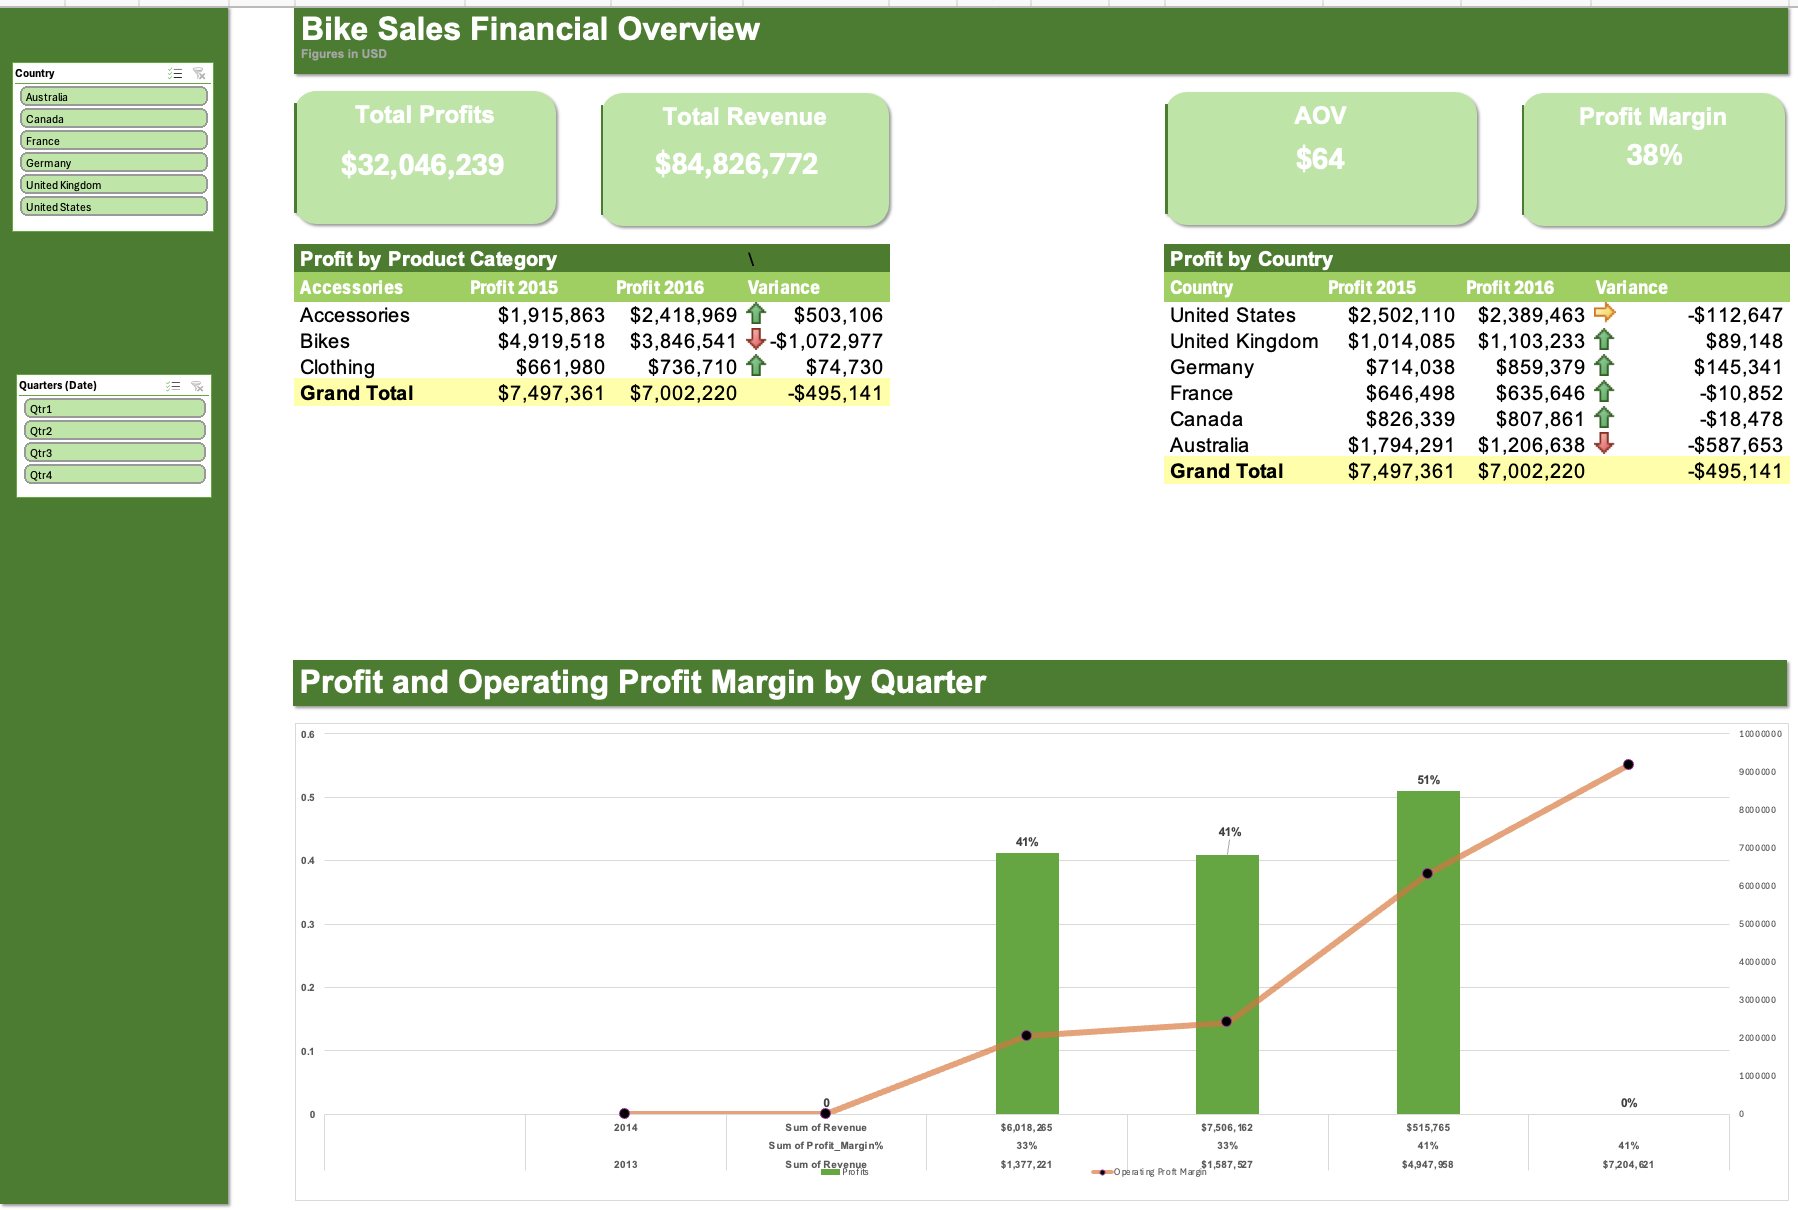 Bike Sales Financial Overview
Figures in USD
Country
Australia
Canada
France
Germany
United Kingdom
United States
Quarters (Date)
Qtr1
Qtr2
Qtr3
Qtr4
Total Profits
$32,046,239
Total Revenue
$84,826,772
AOV
$64
Profit Margin
38%
Profit by Product Category \
Accessories Profit 2015 Profit 2016 Variance
Accessories $1,915,863 $2,418,969 $503,106
Bikes $4,919,518 $3,846,541 -$1,072,977
Clothing $661,980 $736,710 $74,730
Grand Total $7,497,361 $7,002,220 -$495,141
Profit by Country
Country Profit 2015 Profit 2016 Variance
United States $2,502,110 $2,389,463 -$112,647
United Kingdom $1,014,085 $1,103,233 $89,148
Germany $714,038 $859,379 $145,341
France $646,498 $635,646 -$10,852
Canada $826,339 $807,861 -$18,478
Australia $1,794,291 $1,206,638 -$587,653
Grand Total $7,497,361 $7,002,220 -$495,141
Profit and Operating Profit Margin by Quarter
0.6
0.5
0.4
0.3
0.2
0.1
0
0
41%
41%
51%
0%
10000000
9000000
8000000
7000000
6000000
5000000
4000000
3000000
2000000
1000000
0
2014 Sum of Revenue $6,018,265 $7,506,162 $515,765
Sum of Profit_Margin% 33% 33% 41% 41%
2013 Sum of Revenue $1,377,221 $1,587,527 $4,947,958 $7,204,621
Profits Operating Proft Margin